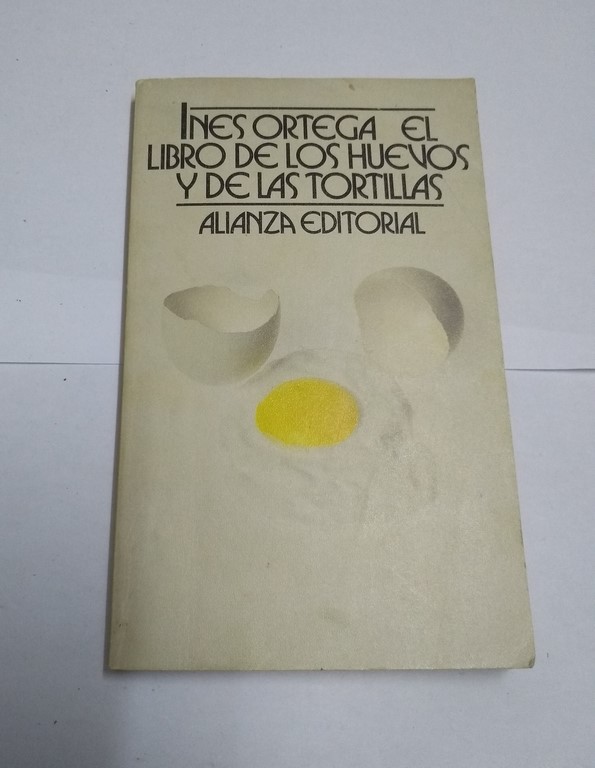 INES ORTEGA EL
LIBRO DE LOS HUEVOS
Y DE LAS TORTILLAS
ALIANZA EDITORIAL